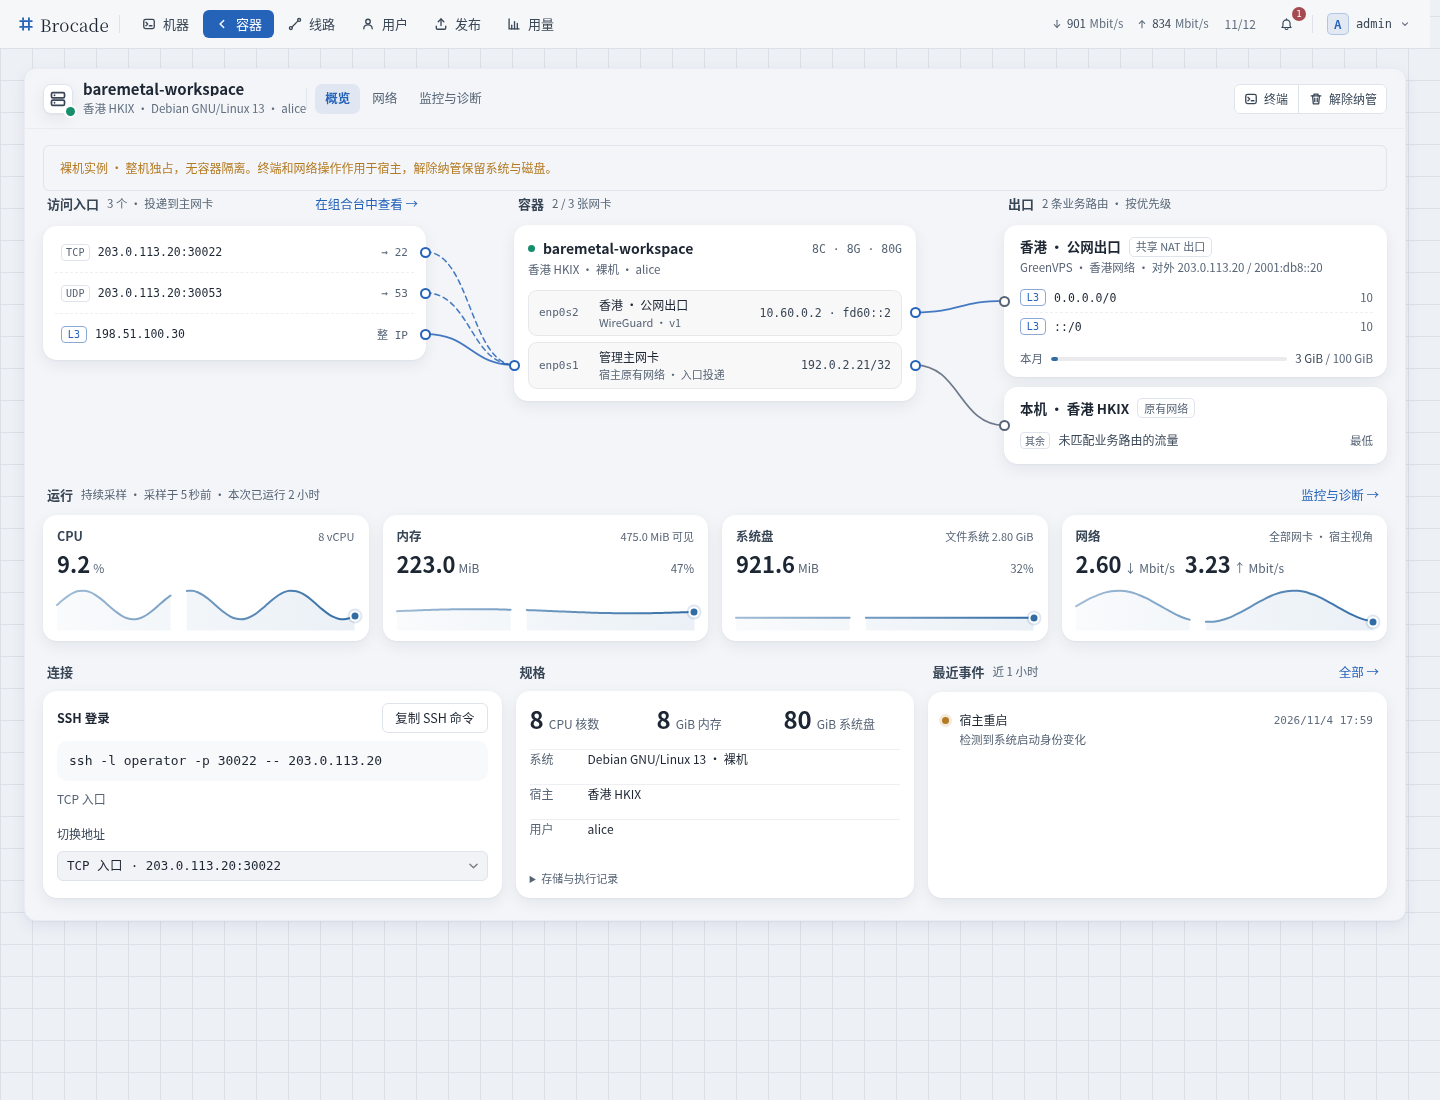 Brocade 机器 容器 线路 用户 发布 用量 ↓ 901 Mbit/s ↑ 834 Mbit/s 11/12 1 A admin
baremetal-workspace
香港 HKIX · Debian GNU/Linux 13 · alice
概览 网络 监控与诊断 终端 解除纳管
裸机实例 · 整机独占，无容器隔离。终端和网络操作作用于宿主，解除纳管保留系统与磁盘。
访问入口 3 个 · 投递到主网卡 在组合台中查看 →
TCP 203.0.113.20:30022 → 22
UDP 203.0.113.20:30053 → 53
L3 198.51.100.30 整 IP
容器 2 / 3 张网卡
baremetal-workspace 8C · 8G · 80G
香港 HKIX · 裸机 · alice
enp0s2 香港 · 公网出口 10.60.0.2 · fd60::2
WireGuard · v1
enp0s1 管理主网卡 192.0.2.21/32
宿主原有网络 · 入口投递
出口 2 条业务路由 · 按优先级
香港 · 公网出口 共享 NAT 出口
GreenVPS · 香港网络 · 对外 203.0.113.20 / 2001:db8::20
L3 0.0.0.0/0 10
L3 ::/0 10
本月 3 GiB / 100 GiB
本机 · 香港 HKIX 原有网络
其余 未匹配业务路由的流量 最低
运行 持续采样 · 采样于 5 秒前 · 本次已运行 2 小时 监控与诊断 →
CPU 8 vCPU
9.2 %
内存 475.0 MiB 可见
223.0 MiB 47%
系统盘 文件系统 2.80 GiB
921.6 MiB 32%
网络 全部网卡 · 宿主视角
2.60 ↓ Mbit/s 3.23 ↑ Mbit/s
连接
SSH 登录 复制 SSH 命令
ssh -l operator -p 30022 -- 203.0.113.20
TCP 入口
切换地址
TCP 入口 · 203.0.113.20:30022
规格
8 CPU 核数 8 GiB 内存 80 GiB 系统盘
系统 Debian GNU/Linux 13 · 裸机
宿主 香港 HKIX
用户 alice
▶ 存储与执行记录
最近事件 近 1 小时 全部 →
宿主重启 2026/11/4 17:59
检测到系统启动身份变化